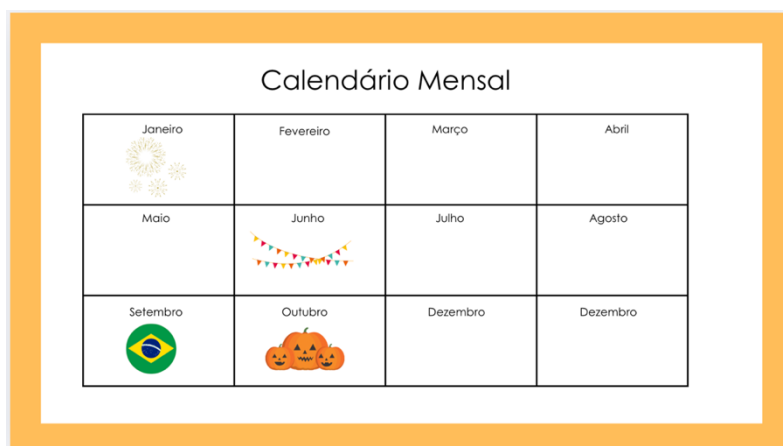 Calendário Mensal
Janeiro
Fevereiro
Março
Abril
Maio
Junho
Julho
Agosto
Setembro
Outubro
Dezembro
Dezembro